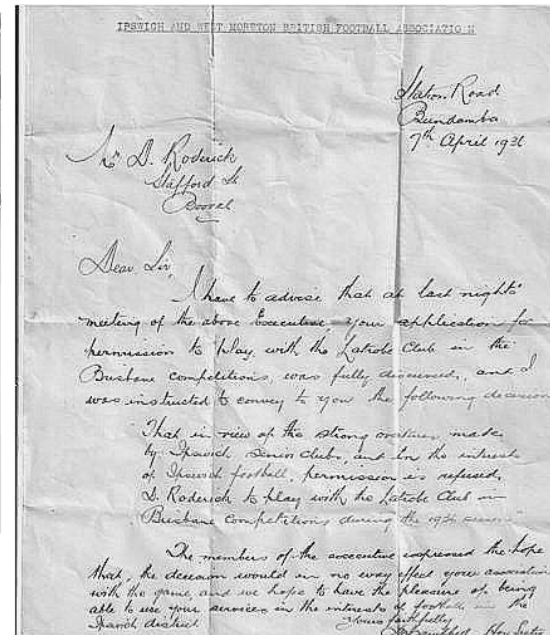 IPSWICH AND WEST MORETON BRITISH FOOTBALL ASSOCIATION
Station Road
Bundamba
7th April 1936
Mr D. Roderick
Stafford St
Booval
Dear Sir,
I have to advise that at last nights'
meeting of the above Executive, your application for
permission to play with the Latrobe Club in the
Brisbane competitions, was fully discussed, and I
was instructed to convey to you the following decision
That in view of the strong made
by Ipswich Senior clubs, and in the interests
of Ipswich football, permission is refused
D. Roderick to play with the Latrobe Club in
Brisbane competitions during the 1936 season"
The members of the executive expressed the hope
that, the decision would in no way effect your association
with the game, and we hope to have the pleasure of being
able to use your services in the interests of football in the
Ipswich district.
Yours faithfully
Hon. Secty